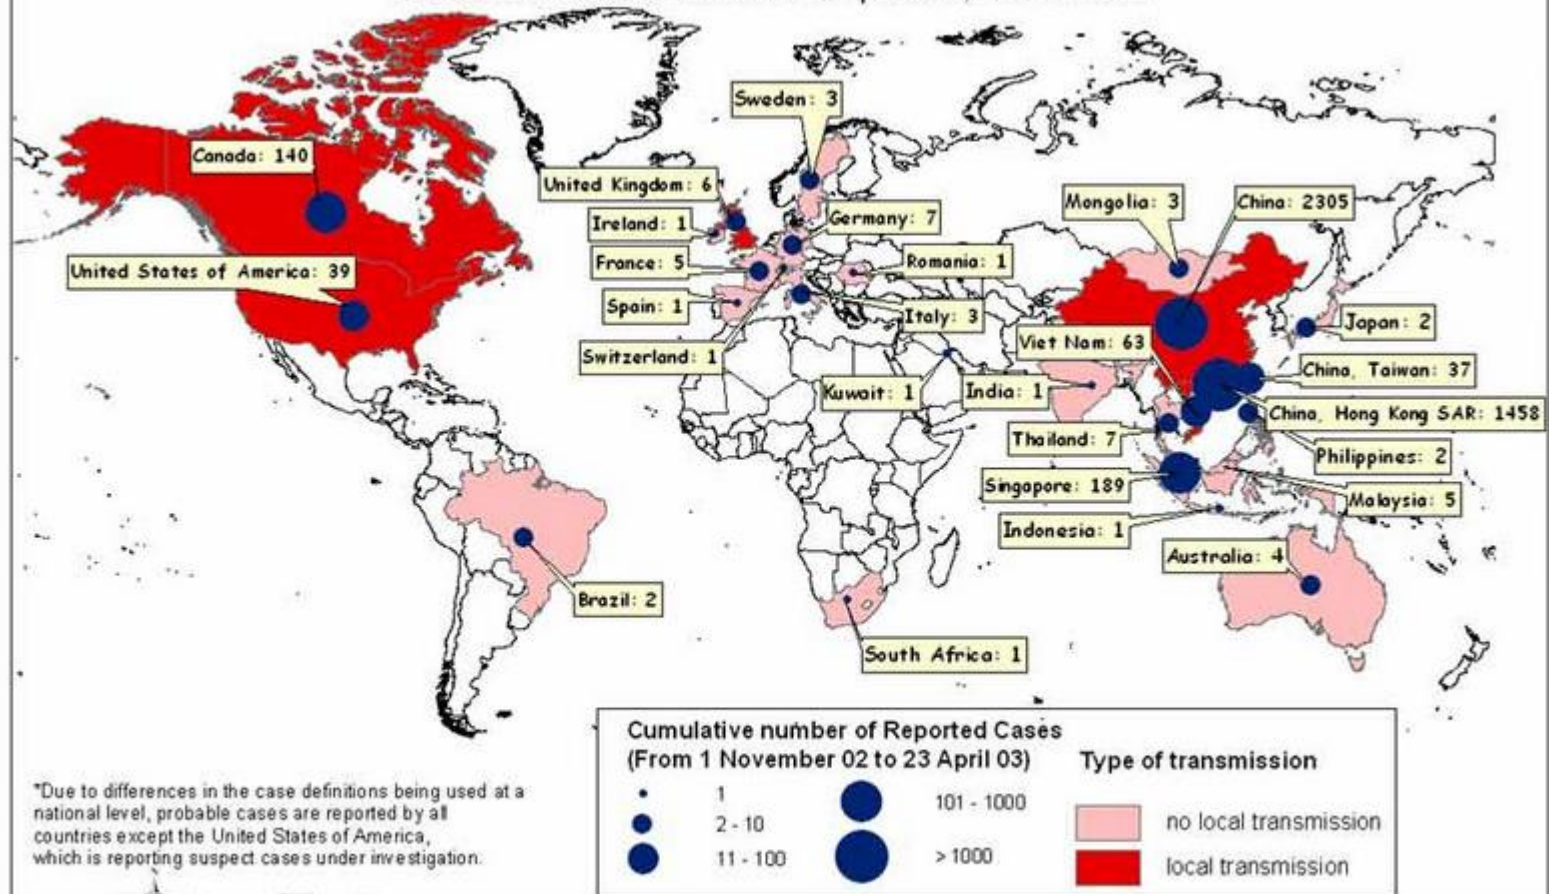 Sweden: 3
Canada: 140
United Kingdom: 6
Mongolia: 3
China: 2305
Ireland: 1
Germany: 7
United States of America: 39
France: 5
Romania: 1
Spain: 1
Italy: 3
Japan: 2
Viet Nam: 63
Switzerland: 1
China, Taiwan: 37
Kuwait: 1
India: 1
China, Hong Kong SAR: 1458
Thailand: 7
Philippines: 2
Singapore: 189
Malaysia: 5
Indonesia: 1
Australia: 4
Brazil: 2
South Africa: 1
Cumulative number of Reported Cases
(From 1 November 02 to 23 April 03)
1
2 - 10
11 - 100
101 - 1000
> 1000
Type of transmission
no local transmission
local transmission
*Due to differences in the case definitions being used at a
national level, probable cases are reported by all
countries except the United States of America,
which is reporting suspect cases under investigation.